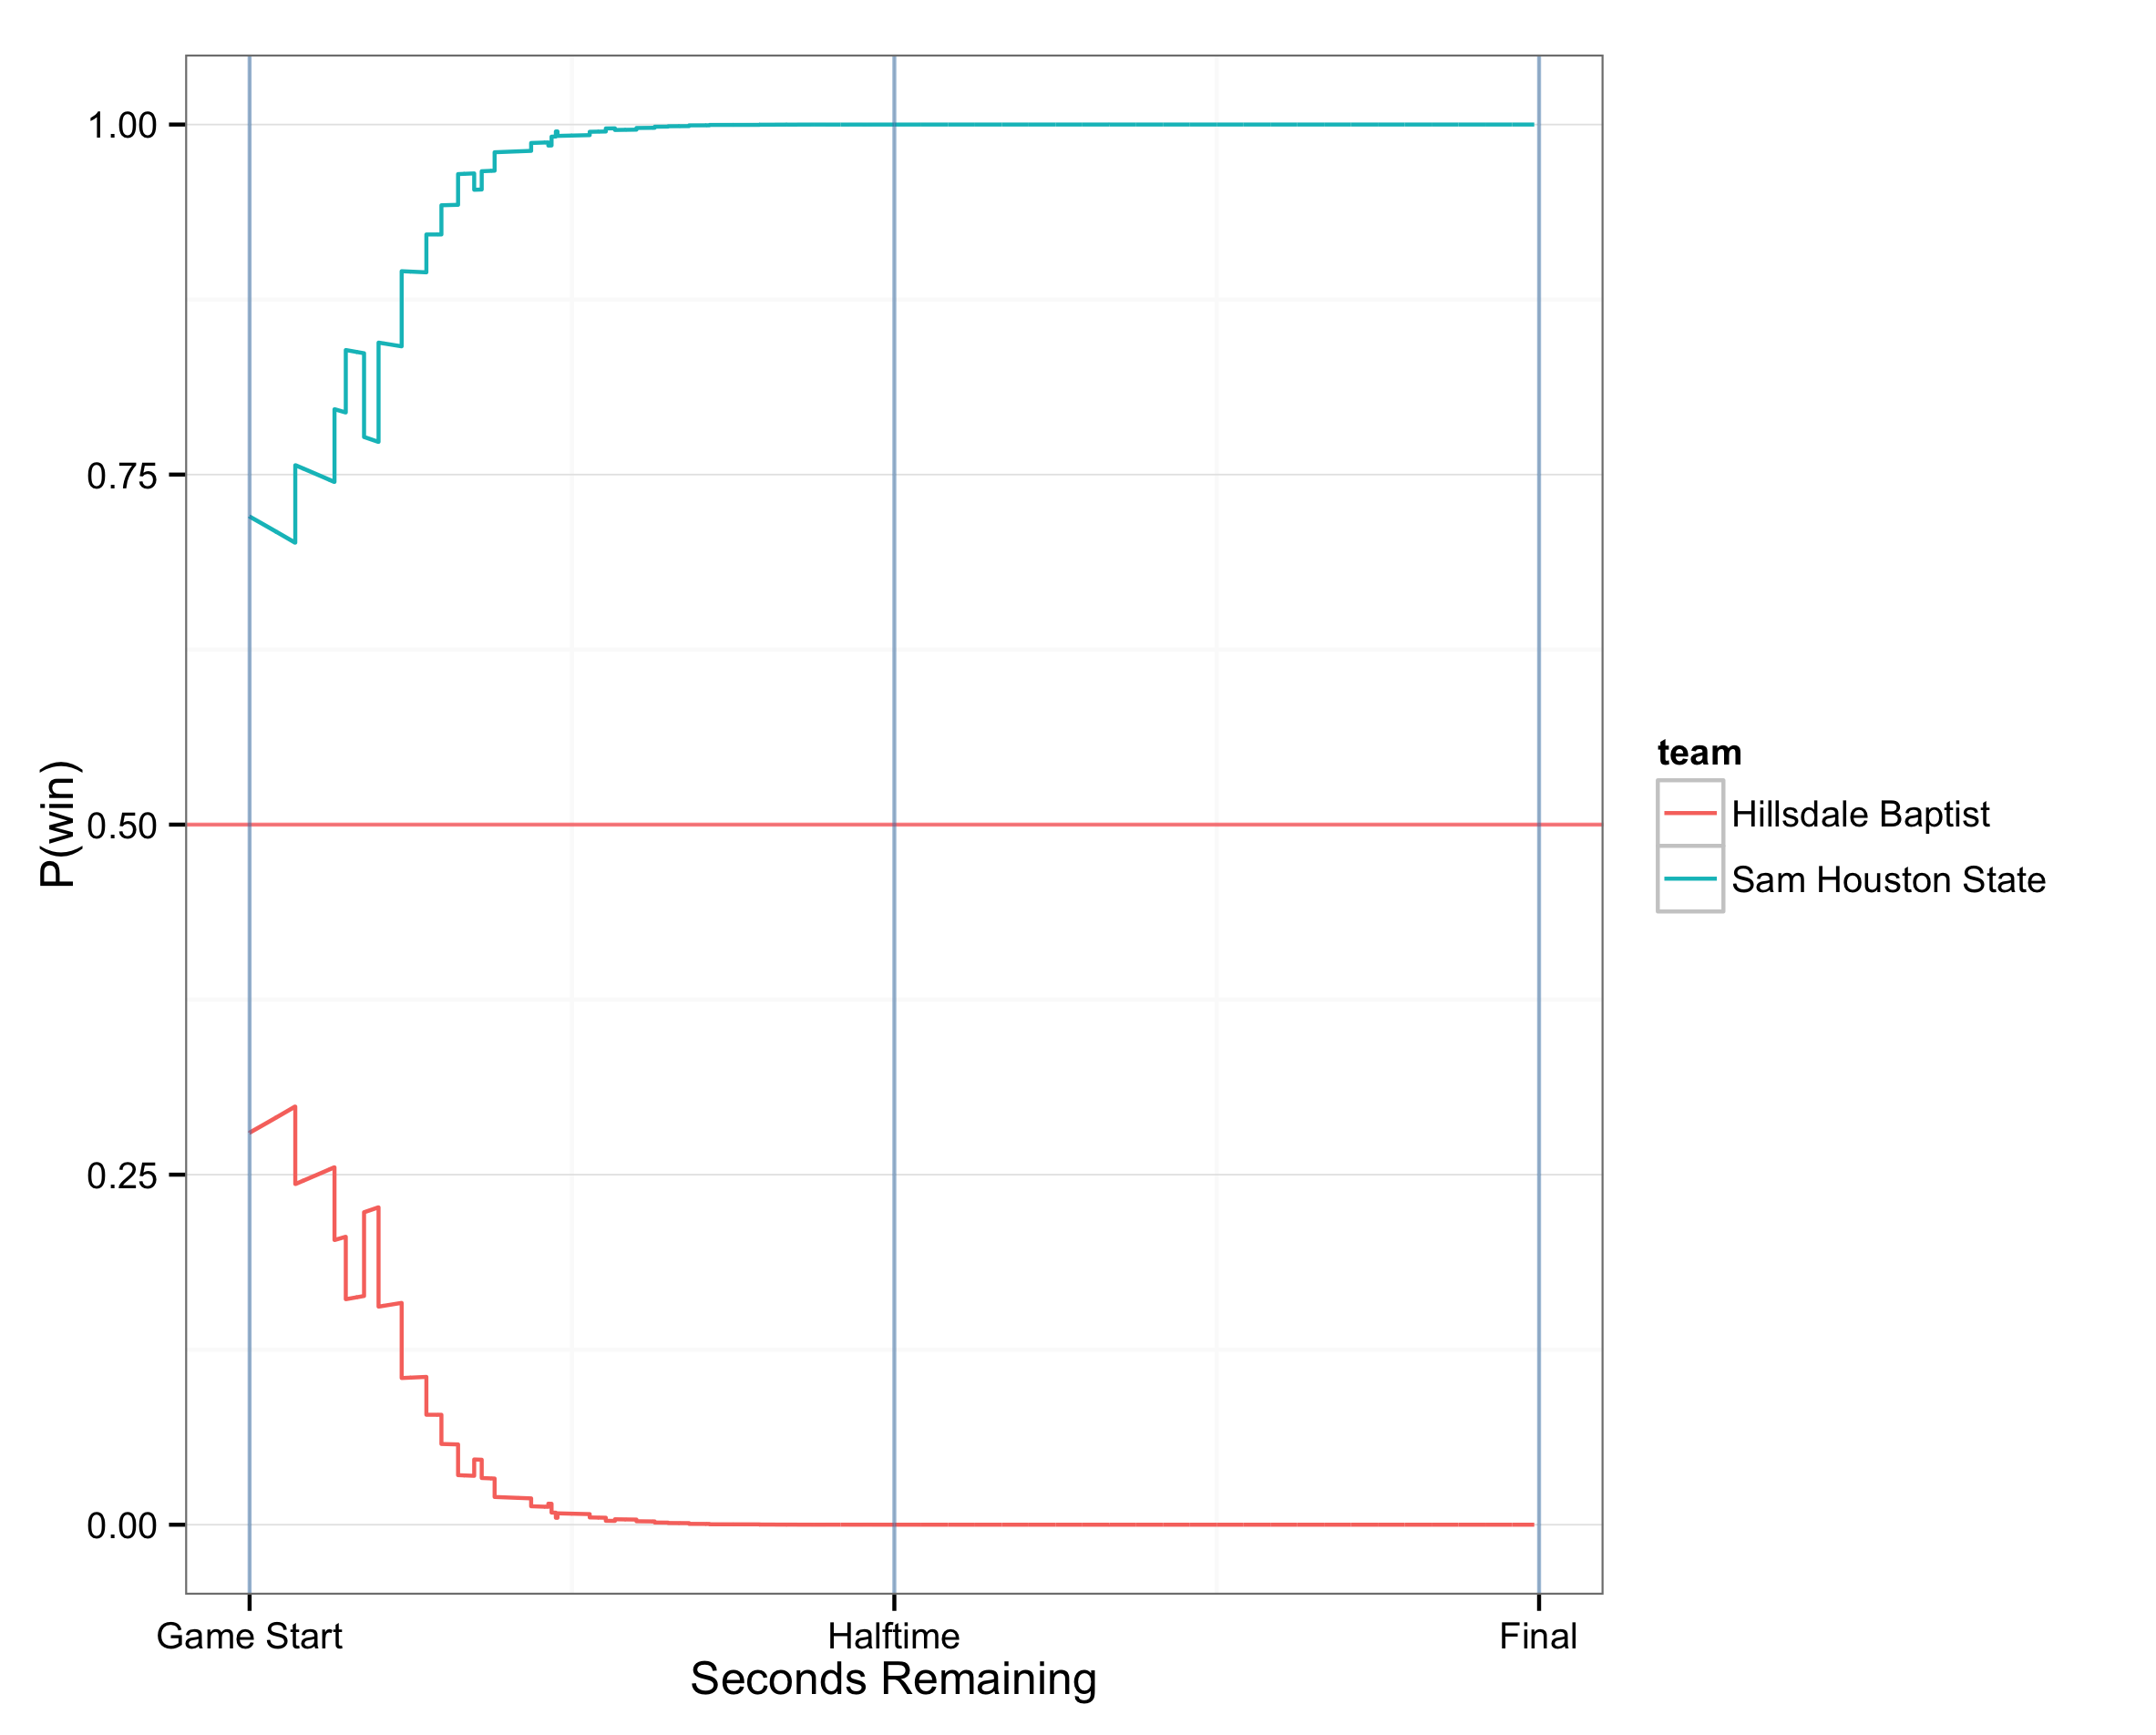 P(win)
1.00
0.75
0.50
0.25
0.00
Game Start
Halftime
Final
Seconds Remaining
team
Hillsdale Baptist
Sam Houston State